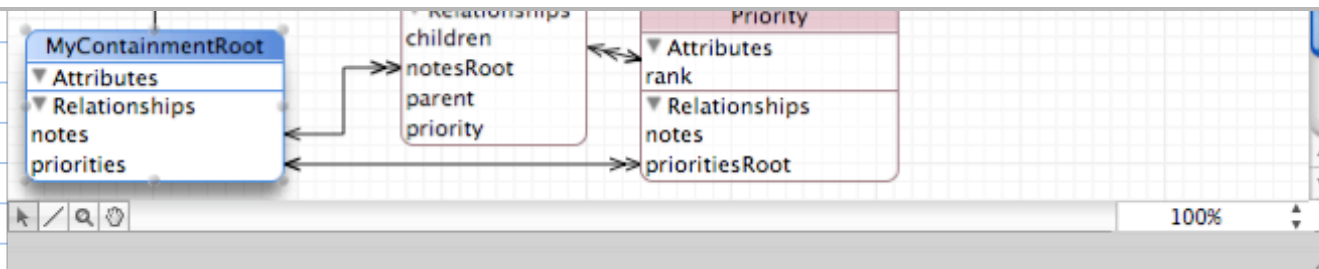 MyContainmentRoot
Attributes
Relationships
notes
priorities
Relationships
children
notesRoot
parent
priority
Priority
Attributes
rank
Relationships
notes
prioritiesRoot
100%